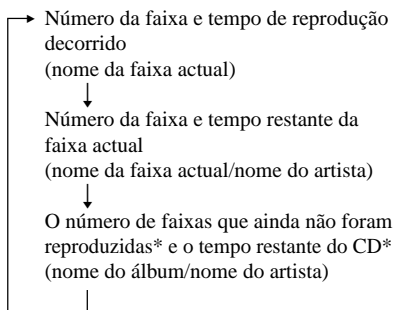 Número da faixa e tempo de reprodução
decorrido
(nome da faixa actual)
Número da faixa e tempo restante da
faixa actual
(nome da faixa actual/nome do artista)
O número de faixas que ainda não foram
reproduzidas* e o tempo restante do CD*
(nome do álbum/nome do artista)